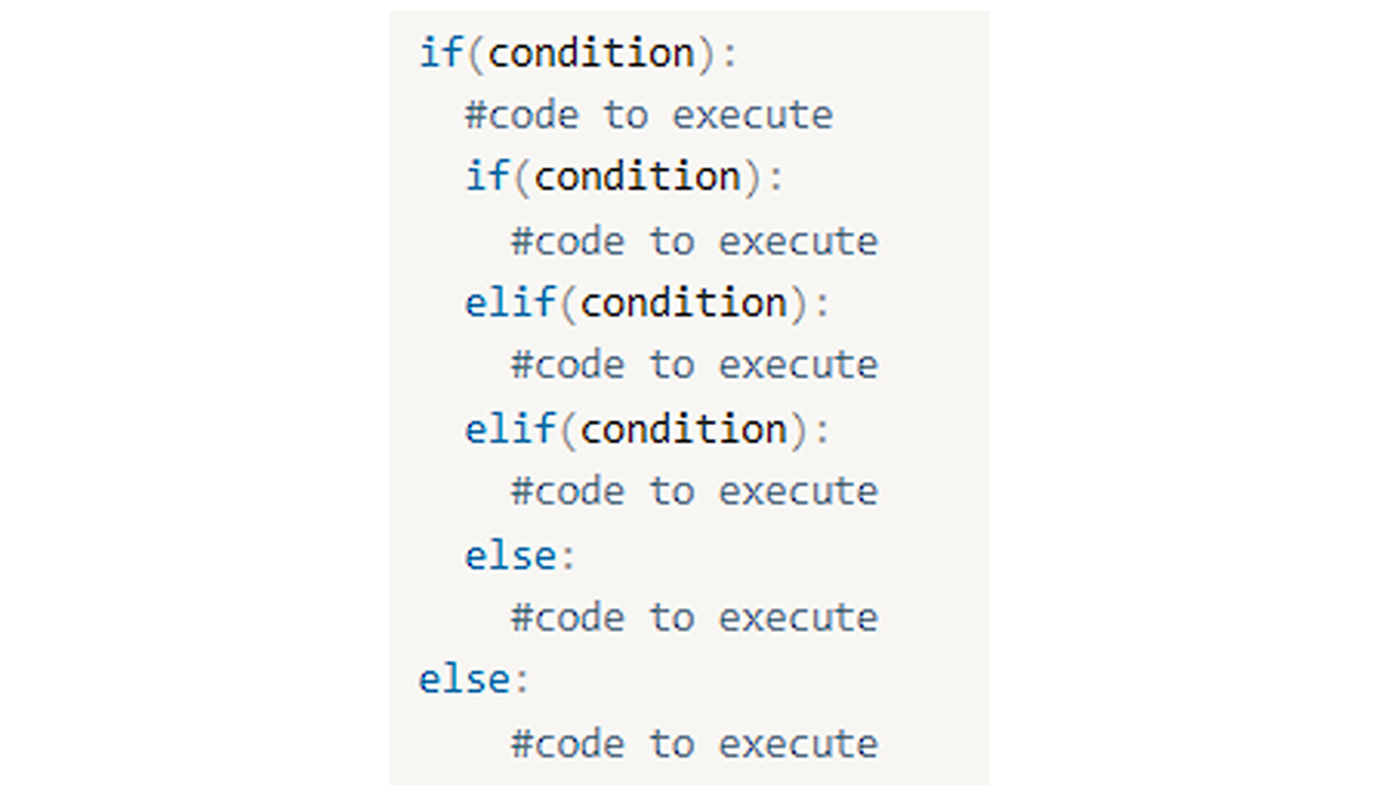 if(condition):
  #code to execute
  if(condition):
    #code to execute
  elif(condition):
    #code to execute
  elif(condition):
    #code to execute
  else:
    #code to execute
else:
    #code to execute